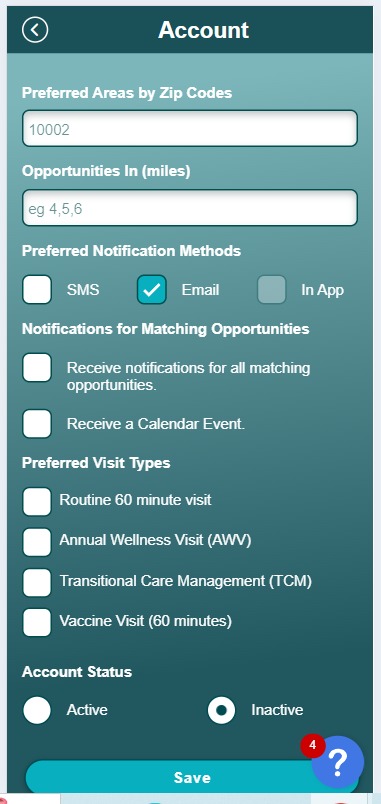 Account
Preferred Areas by Zip Codes
10002
Opportunities In (miles)
eg 4,5,6
Preferred Notification Methods
SMS Email In App
Notifications for Matching Opportunities
Receive notifications for all matching
opportunities.
Receive a Calendar Event.
Preferred Visit Types
Routine 60 minute visit
Annual Wellness Visit (AWV)
Transitional Care Management (TCM)
Vaccine Visit (60 minutes)
Account Status
Active Inactive
4
?
Save